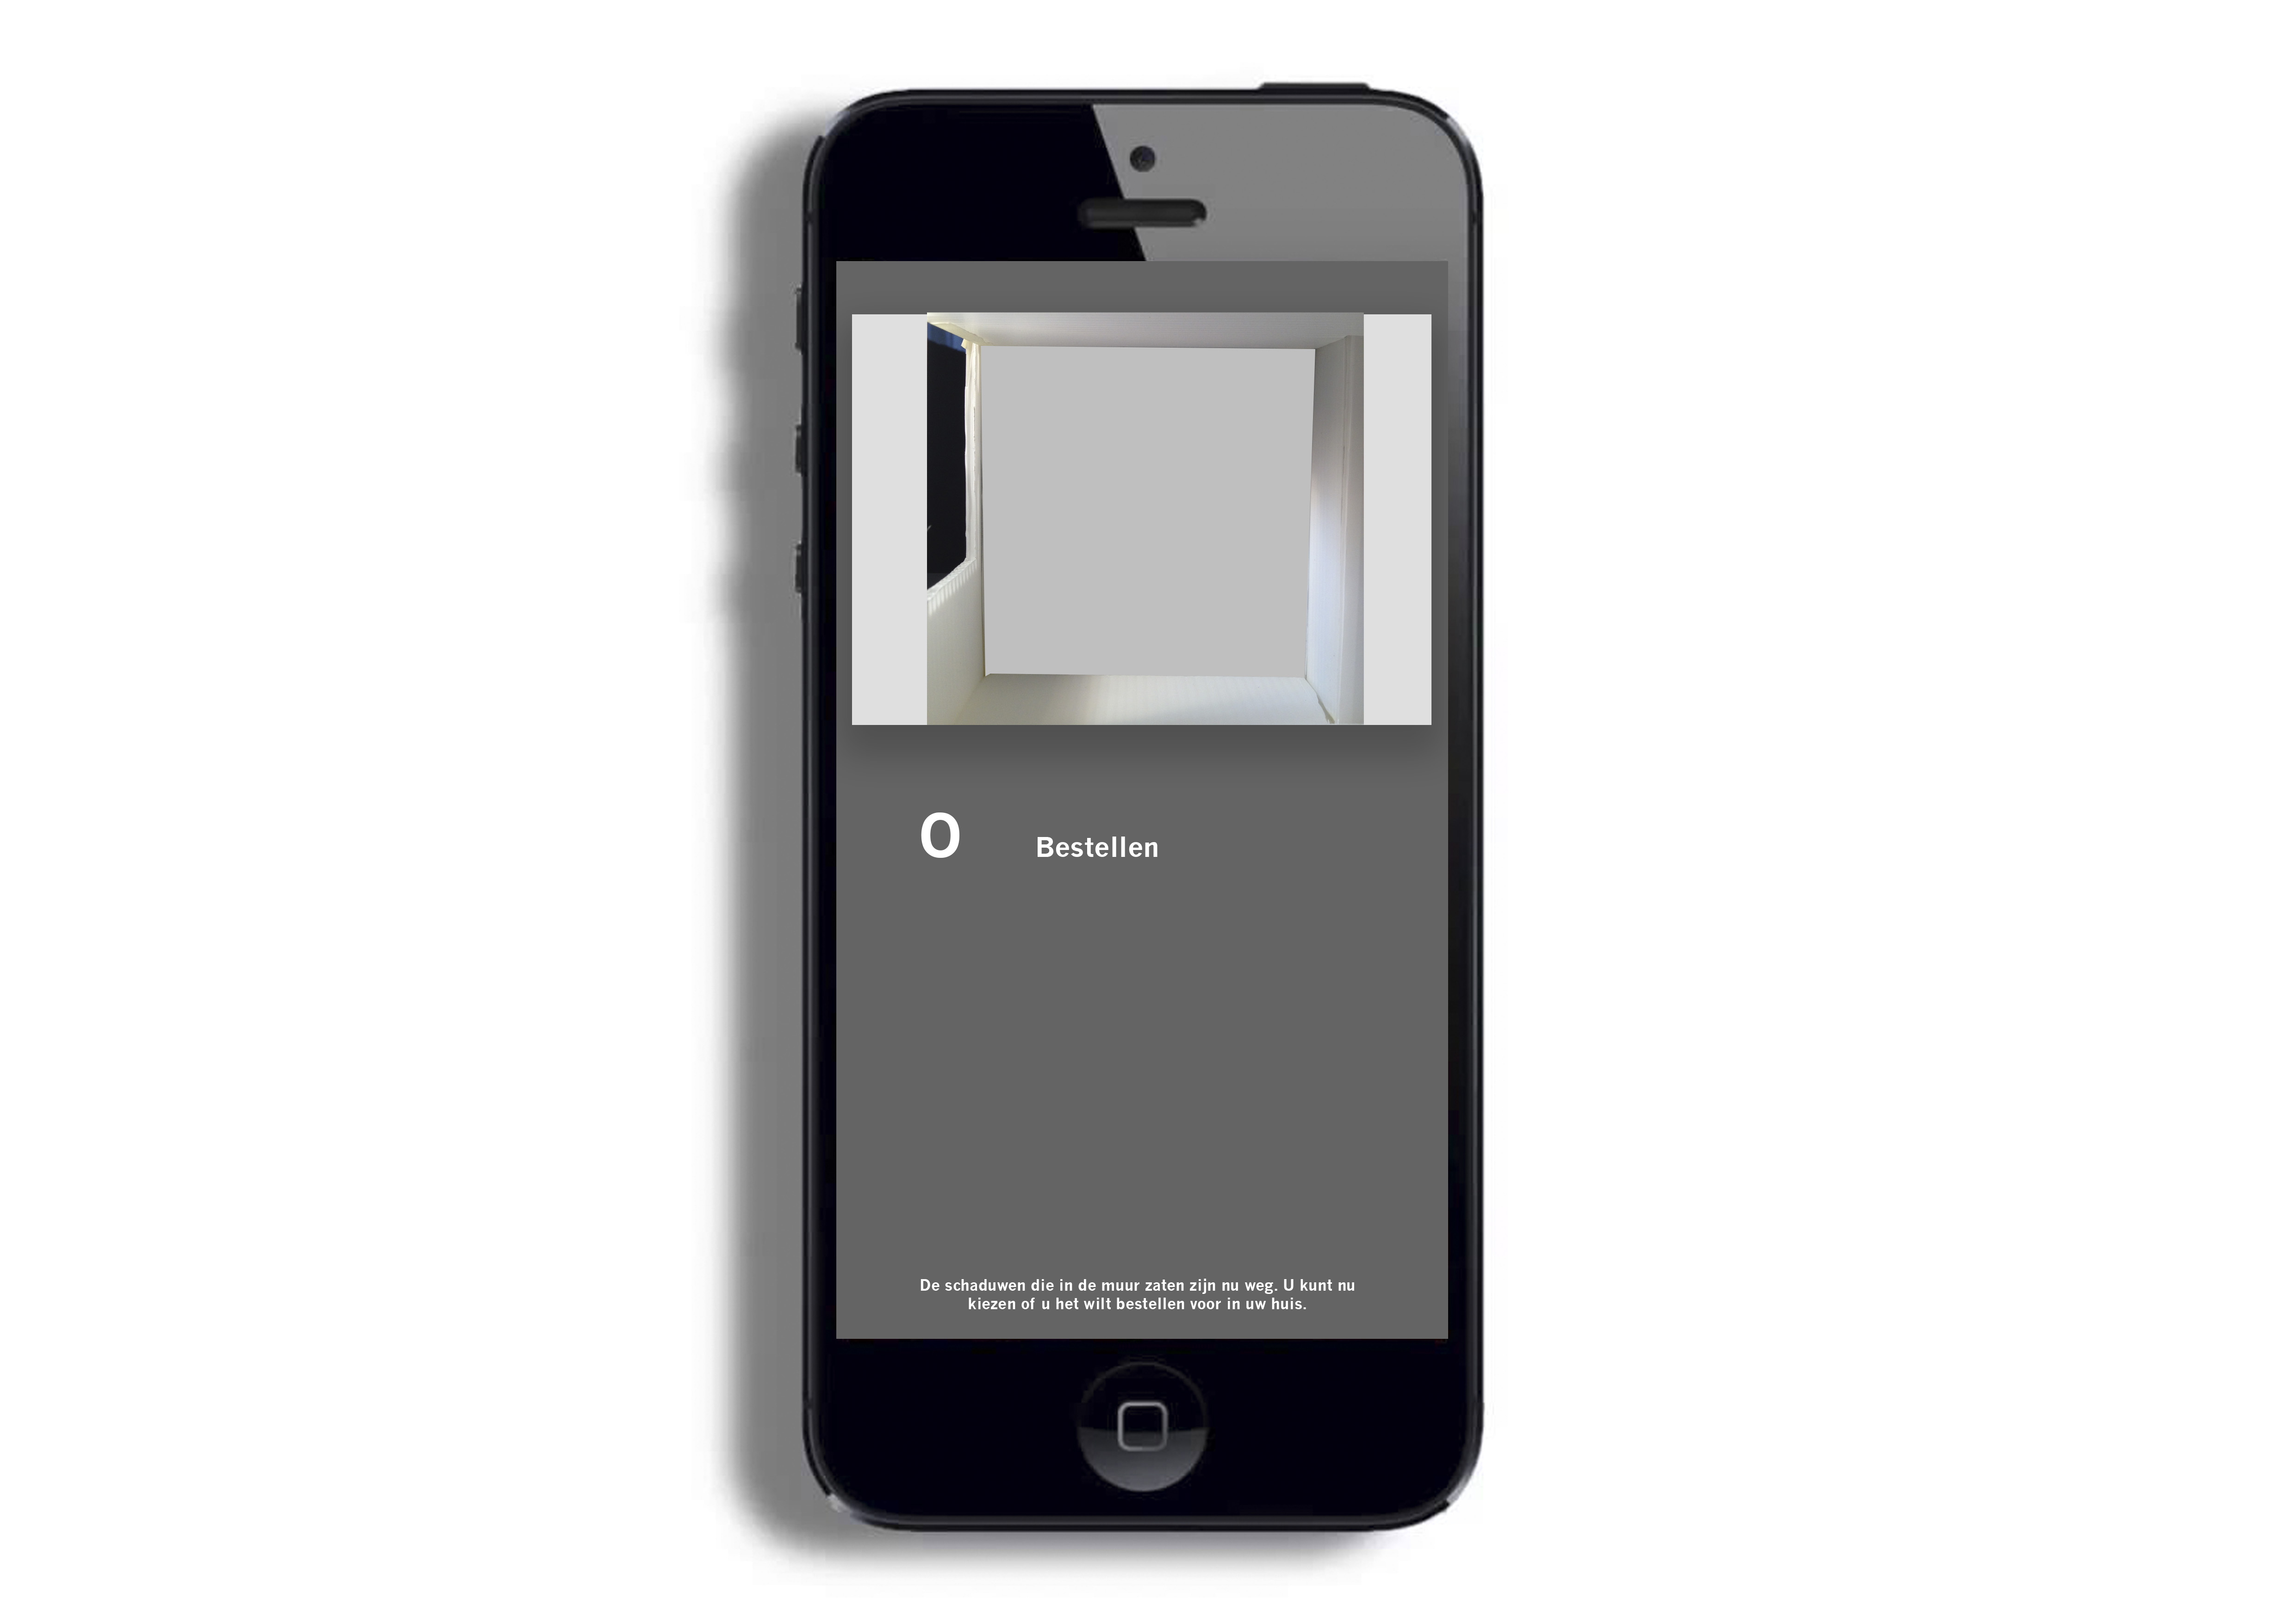 O Bestellen
De schaduwen die in de muur zaten zijn nu weg. U kunt nu
kiezen of u het wilt bestellen voor in uw huis.